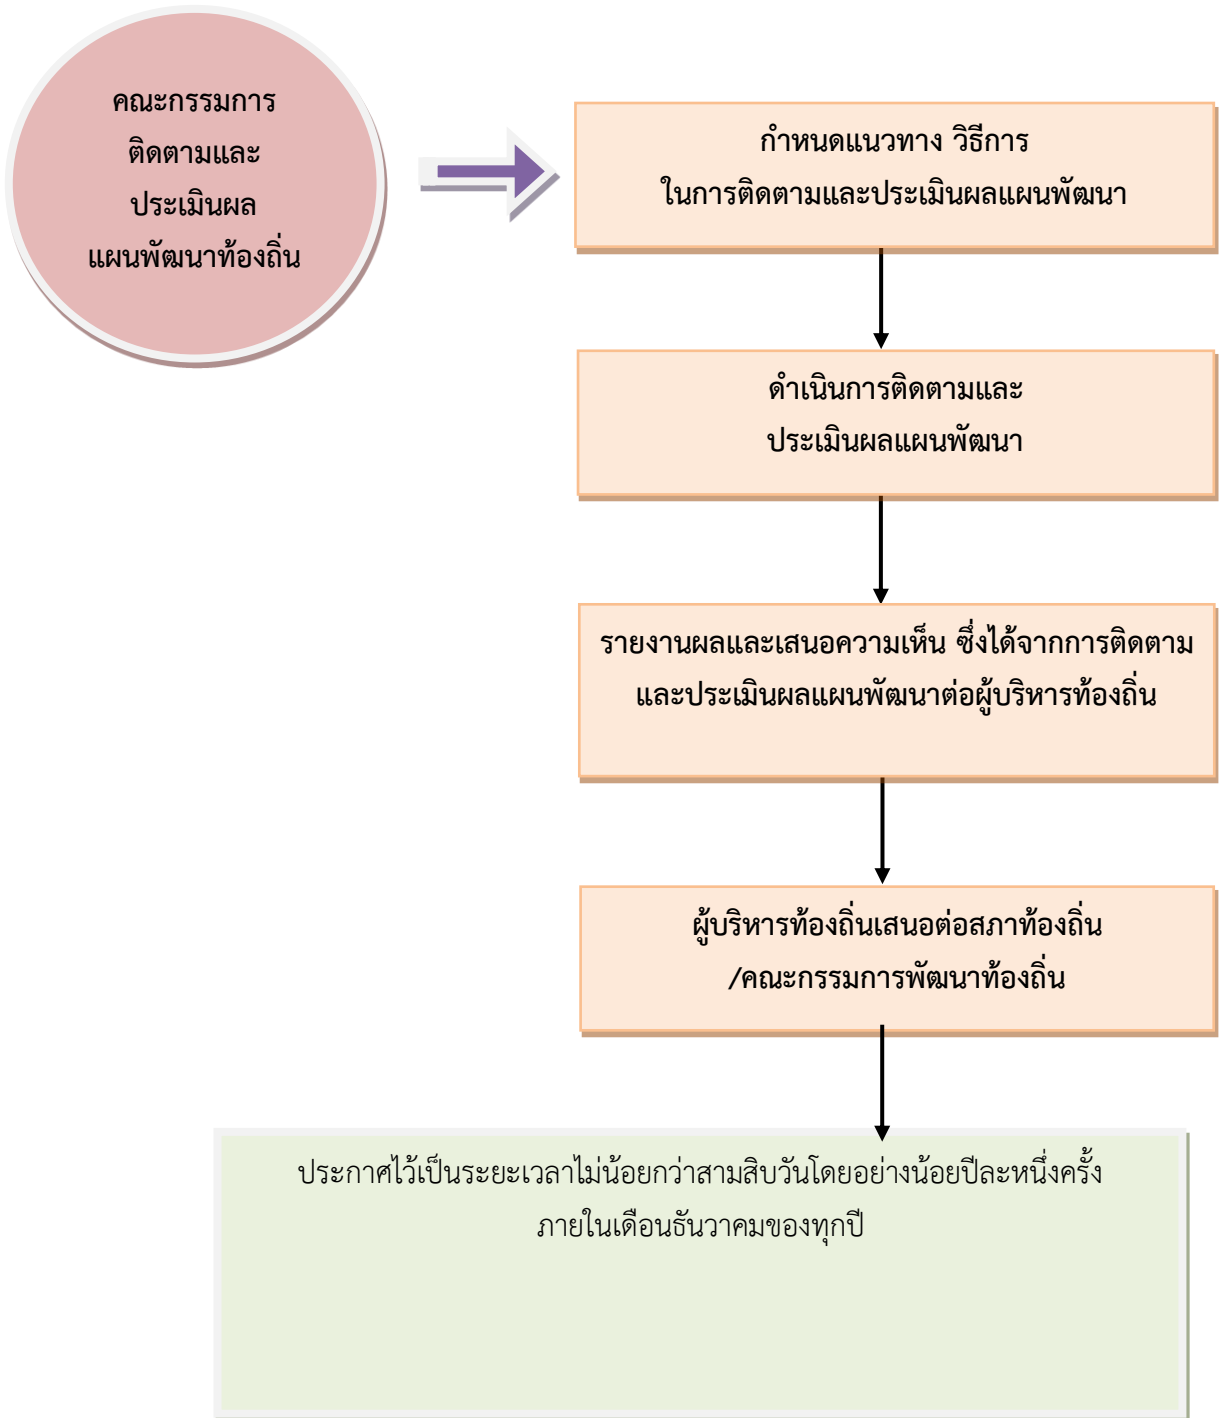 คณะกรรมการ
ติดตามและ
ประเมินผล
แผนพัฒนาท้องถิ่น
กำหนดแนวทาง วิธีการ
ในการติดตามและประเมินผลแผนพัฒนา
ดำเนินการติดตามและ
ประเมินผลแผนพัฒนา
รายงานผลและเสนอความเห็น ซึ่งได้จากการติดตาม
และประเมินผลแผนพัฒนาต่อผู้บริหารท้องถิ่น
ผู้บริหารท้องถิ่นเสนอต่อสภาท้องถิ่น
/คณะกรรมการพัฒนาท้องถิ่น
ประกาศไว้เป็นระยะเวลาไม่น้อยกว่าสามสิบวันโดยอย่างน้อยปีละหนึ่งครั้ง
ภายในเดือนธันวาคมของทุกปี